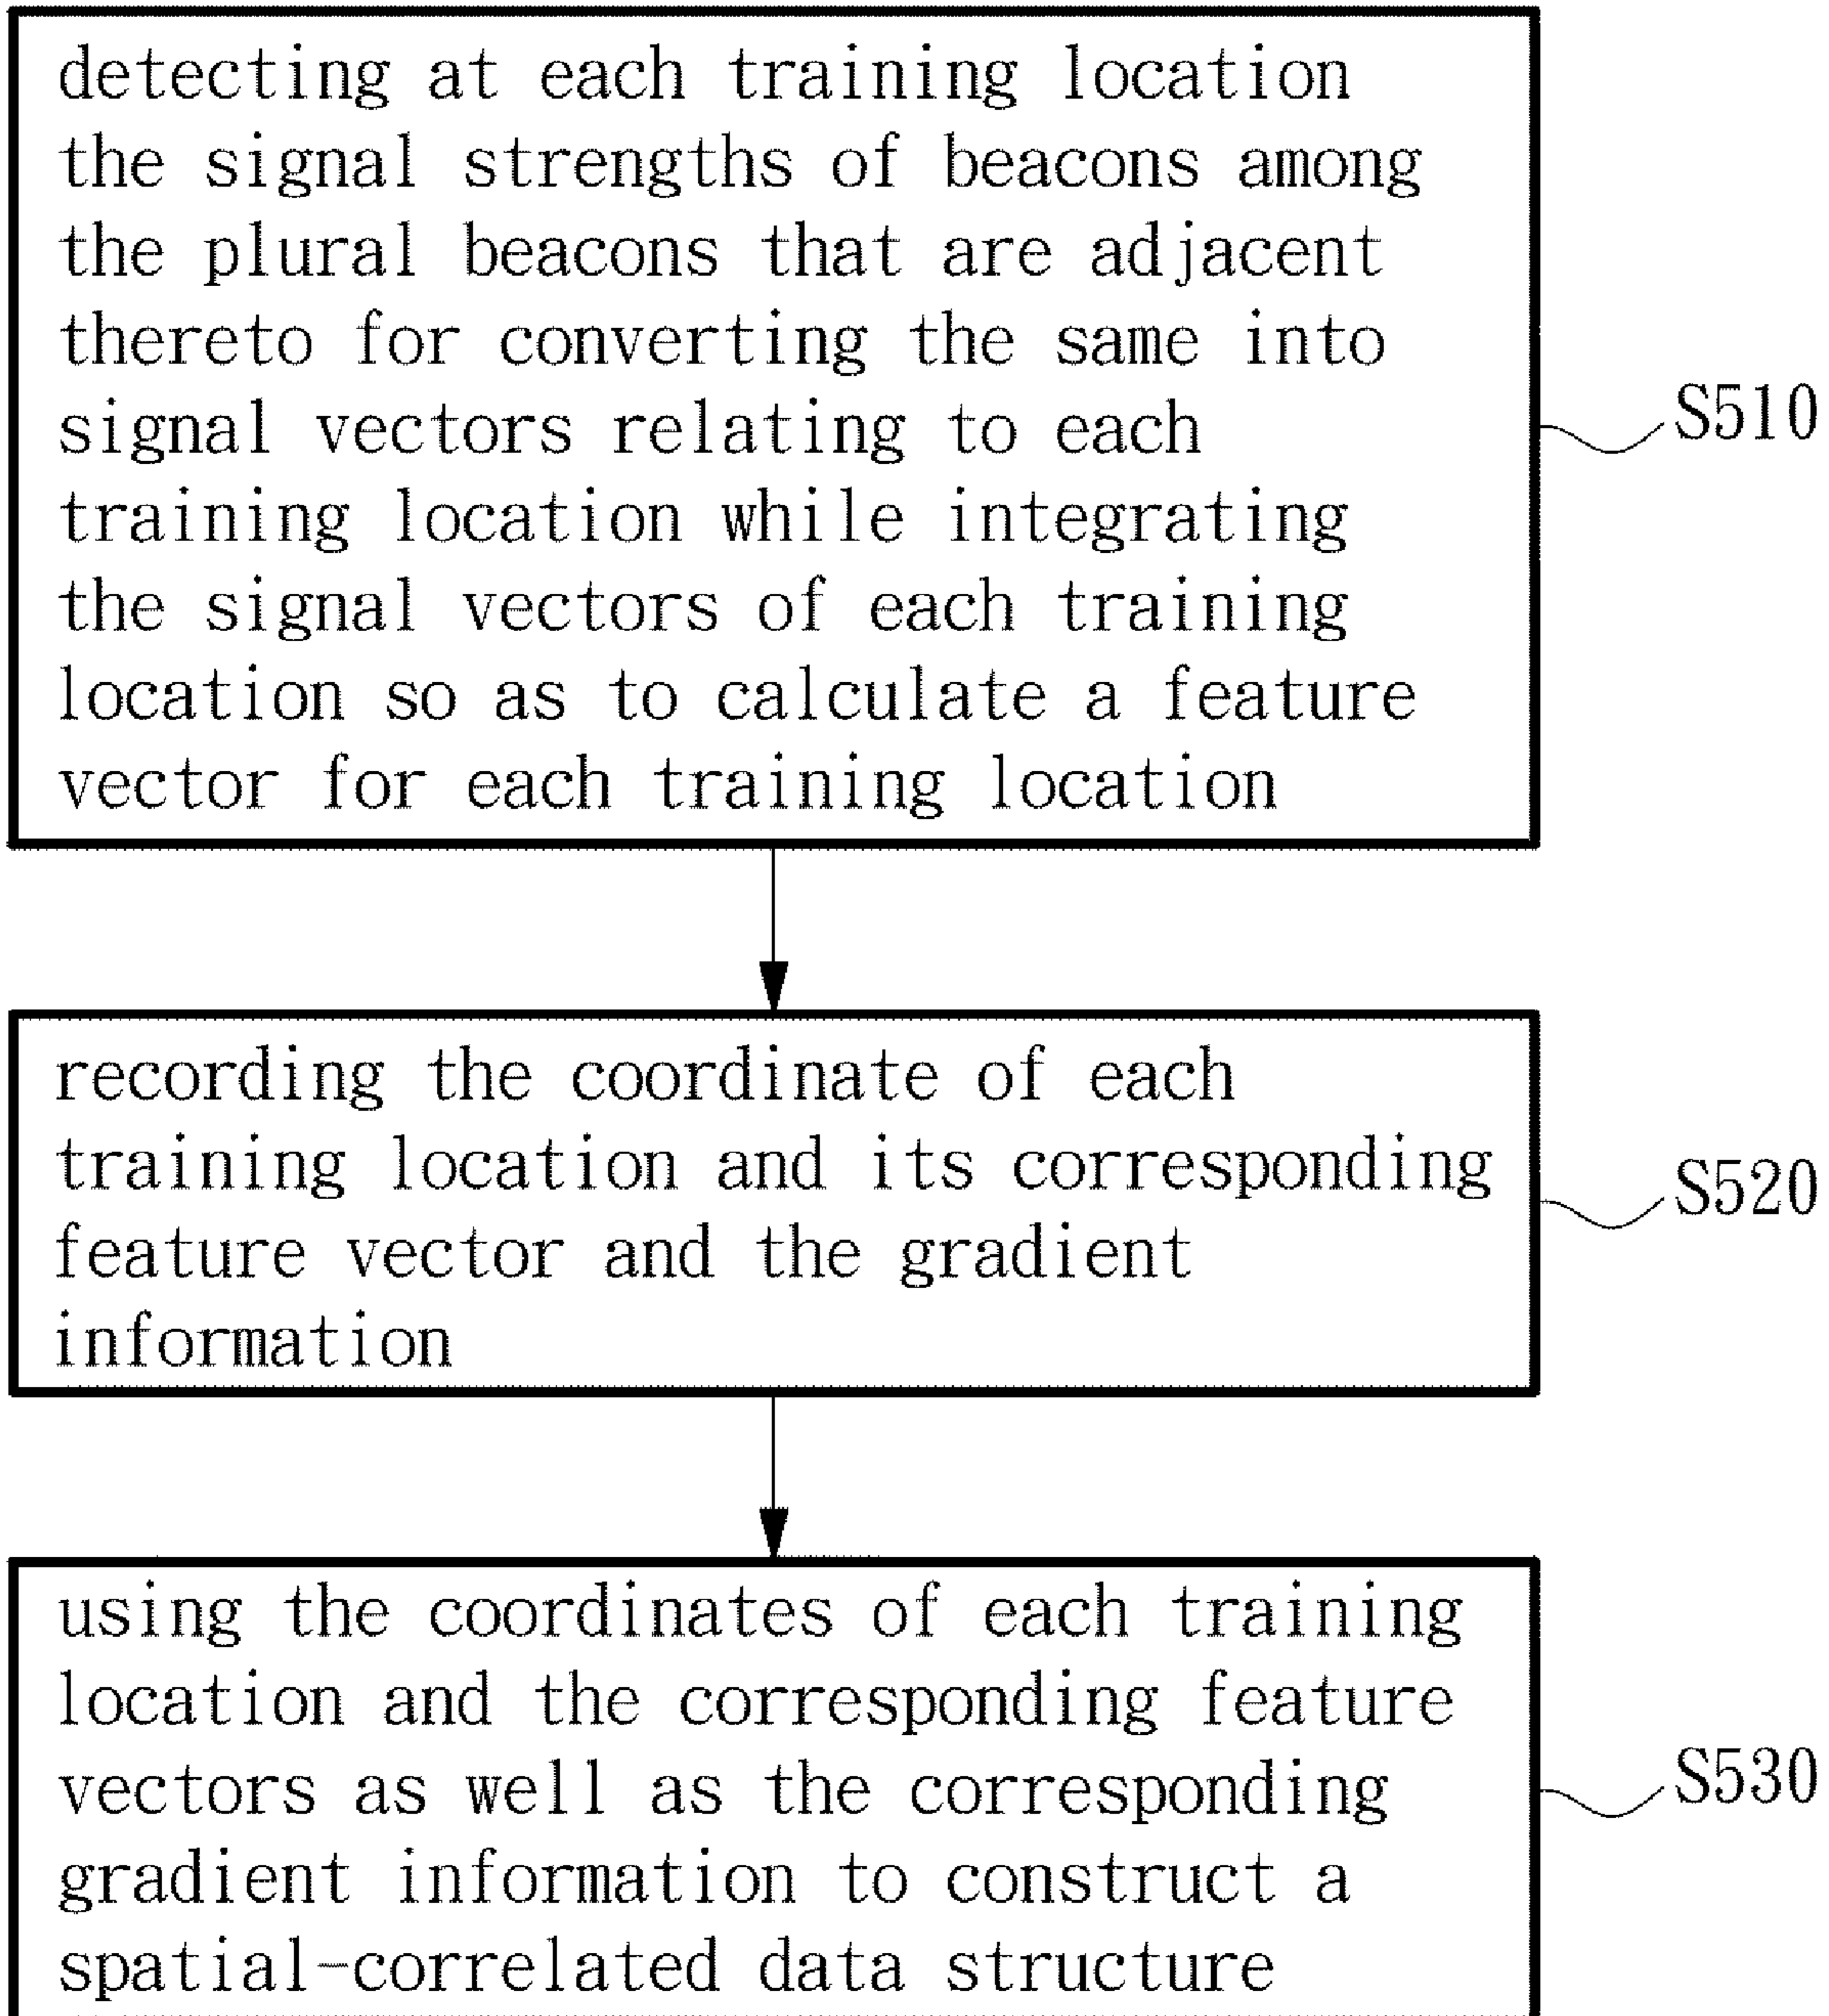 detecting at each training location
the signal strengths of beacons among
the plural beacons that are adjacent
thereto for converting the same into
signal vectors relating to each
training location while integrating
the signal vectors of each training
location so as to calculate a feature
vector for each training location
S510
recording the coordinate of each
training location and its corresponding
feature vector and the gradient
information
S520
using the coordinates of each training
location and the corresponding feature
vectors as well as the corresponding
gradient information to construct a
spatial-correlated data structure
S530